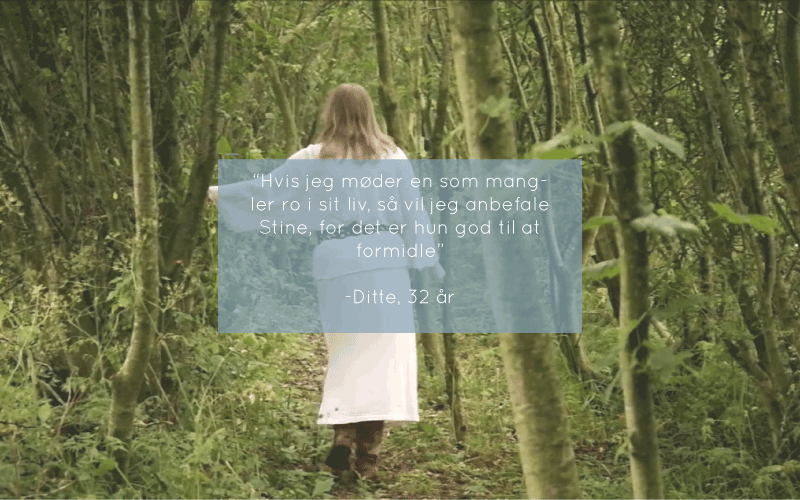 “Hvis jeg møder en som mang-
ler ro i sit liv, så vil jeg anbefale
Stine, for det er hun god til at
formidle”
-Ditte, 32 år